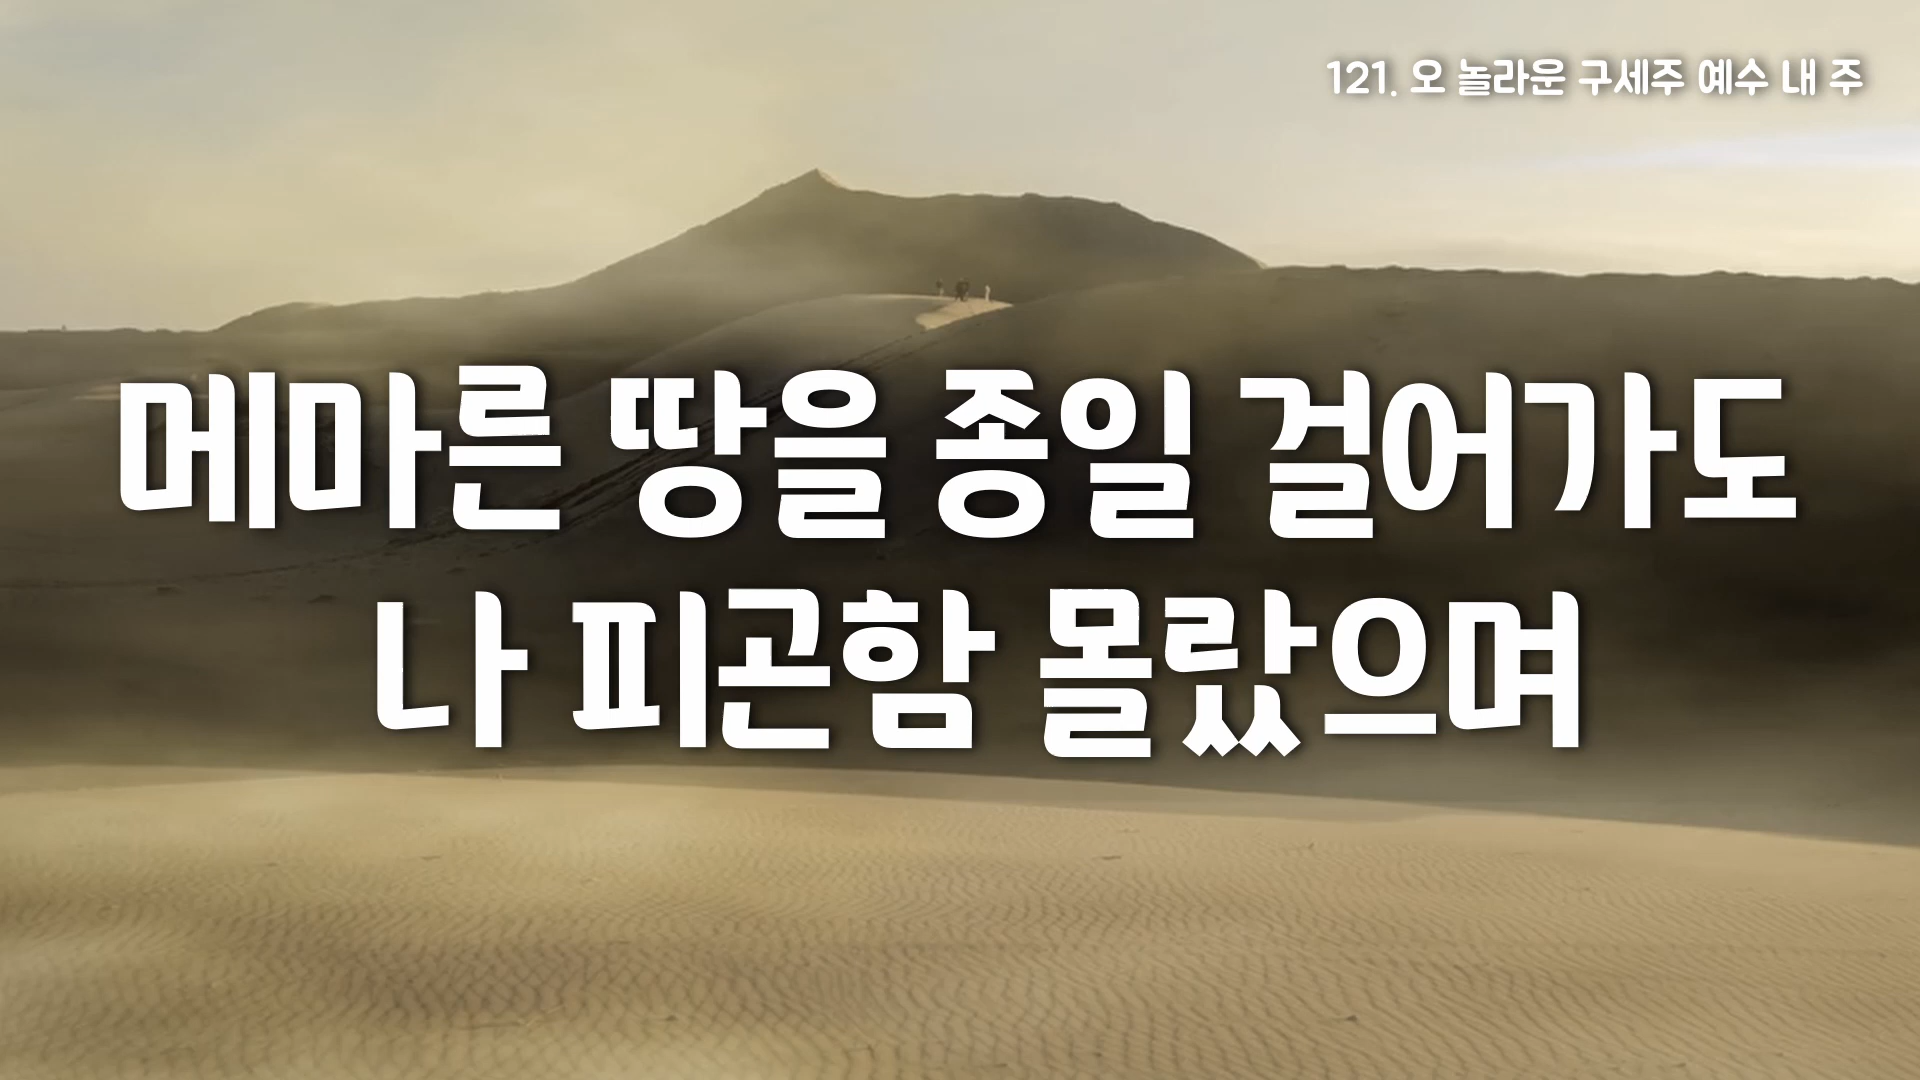 121. 오 놀라운 구세주 예수 내 주
메마른 땅을 종일 걸어가도
나 피곤함 몰랐으며